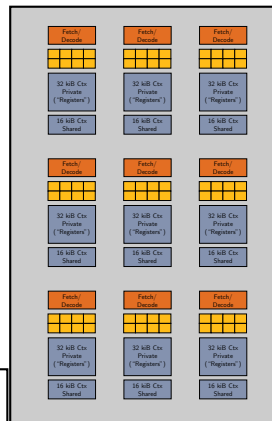 Fetch/
Decode
Fetch/
Decode
Fetch/
Decode
32 kiB Ctx
Private
("Registers")
32 kiB Ctx
Private
("Registers")
32 kiB Ctx
Private
("Registers")
16 kiB Ctx
Shared
16 kiB Ctx
Shared
16 kiB Ctx
Shared
Fetch/
Decode
Fetch/
Decode
Fetch/
Decode
32 kiB Ctx
Private
("Registers")
32 kiB Ctx
Private
("Registers")
32 kiB Ctx
Private
("Registers")
16 kiB Ctx
Shared
16 kiB Ctx
Shared
16 kiB Ctx
Shared
Fetch/
Decode
Fetch/
Decode
Fetch/
Decode
32 kiB Ctx
Private
("Registers")
32 kiB Ctx
Private
("Registers")
32 kiB Ctx
Private
("Registers")
16 kiB Ctx
Shared
16 kiB Ctx
Shared
16 kiB Ctx
Shared